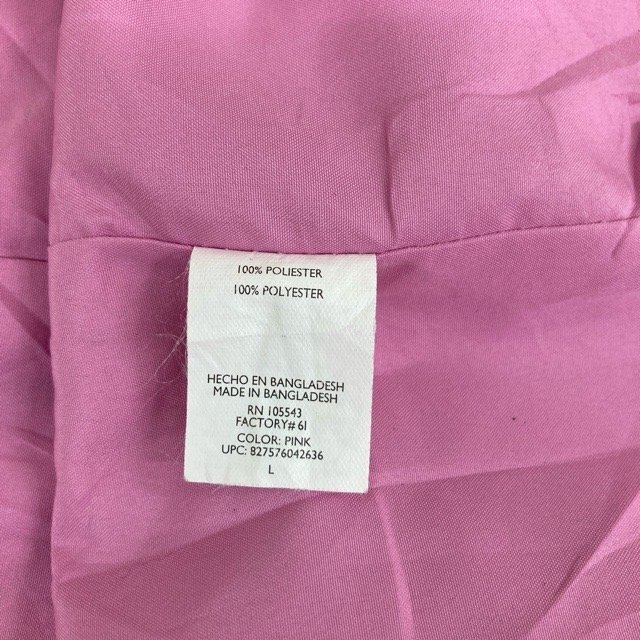 100% POLIESTER
100% POLYESTER
HECHO EN BANGLADESH
MADE IN BANGLADESH
RN 105543
FACTORY# 61
COLOR: PINK
UPC: 827576042636
L